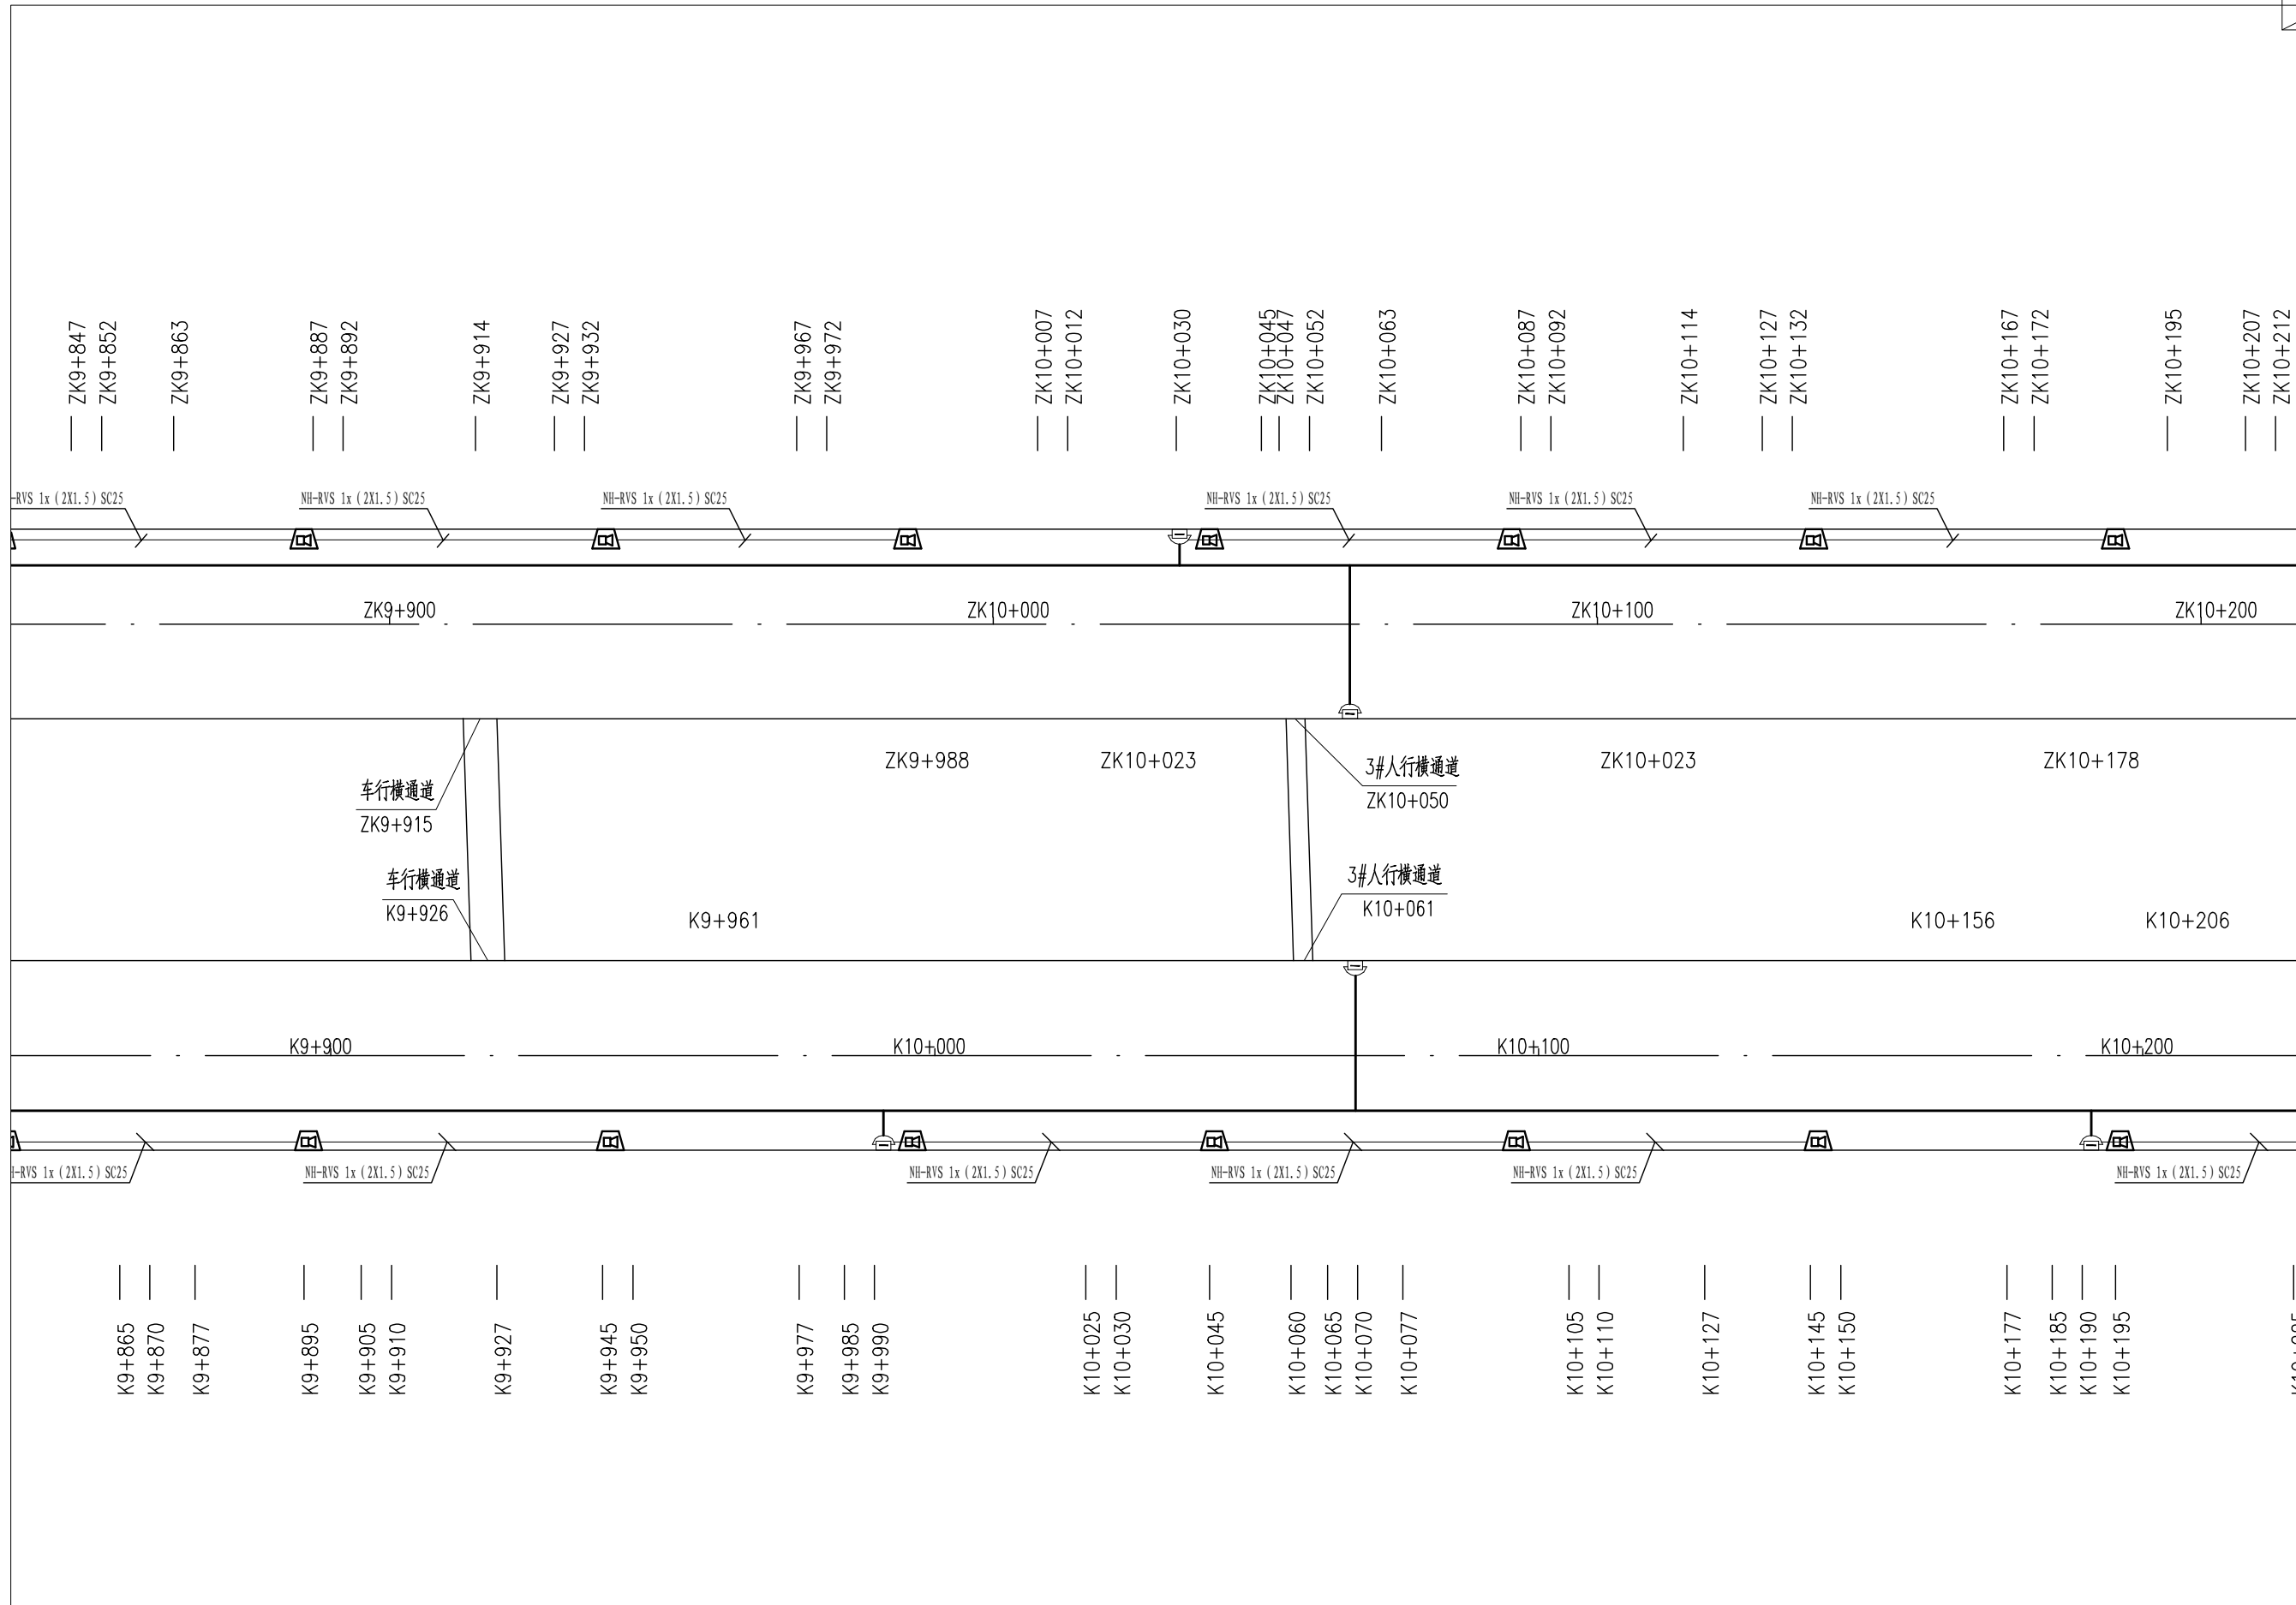 ZK9+847
ZK9+852
ZK9+863
ZK9+887
ZK9+892
ZK9+914
ZK9+927
ZK9+932
ZK9+967
ZK9+972
ZK10+007
ZK10+012
ZK10+030
ZK10+045
ZK10+047
ZK10+052
ZK10+063
ZK10+087
ZK10+092
ZK10+114
ZK10+127
ZK10+132
ZK10+167
ZK10+172
ZK10+195
ZK10+207
ZK10+212
-RVS 1x(2X1.5)SC25
NH-RVS 1x(2X1.5)SC25
NH-RVS 1x(2X1.5)SC25
NH-RVS 1x(2X1.5)SC25
NH-RVS 1x(2X1.5)SC25
NH-RVS 1x(2X1.5)SC25
ZK9+900
ZK10+000
ZK10+100
ZK10+200
ZK9+988
ZK10+023
ZK10+023
ZK10+178
车行横通道
ZK9+915
3#人行横通道
ZK10+050
车行横通道
K9+926
3#人行横通道
K10+061
K9+961
K10+156
K10+206
K9+900
K10+000
K10+100
K10+200
-RVS 1x(2X1.5)SC25
NH-RVS 1x(2X1.5)SC25
NH-RVS 1x(2X1.5)SC25
NH-RVS 1x(2X1.5)SC25
NH-RVS 1x(2X1.5)SC25
NH-RVS 1x(2X1.5)SC25
K9+865
K9+870
K9+877
K9+895
K9+905
K9+910
K9+927
K9+945
K9+950
K9+977
K9+985
K9+990
K10+025
K10+030
K10+045
K10+060
K10+065
K10+070
K10+077
K10+105
K10+110
K10+127
K10+145
K10+150
K10+177
K10+185
K10+190
K10+195